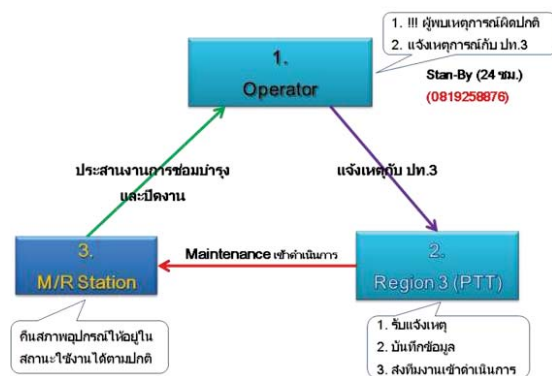 1. !!! ผู้พบเหตุการณ์ผิดปกติ
2. แจ้งเหตุการณ์กับ ปท.3
1.
Operator
Stan-By (24 ชม.)
(0819258876)
ประสานงานการซ่อมบำรุง
และปิดงาน
แจ้งเหตุกับ ปท.3
3.
M/R Station
Maintenance เข้าดำเนินการ
2.
Region 3 (PTT)
คืนสภาพอุปกรณ์ให้อยู่ใน
สถานะใช้งานได้ตามปกติ
1. รับแจ้งเหตุ
2. บันทึกข้อมูล
3. ส่งทีมงานเข้าดำเนินการ